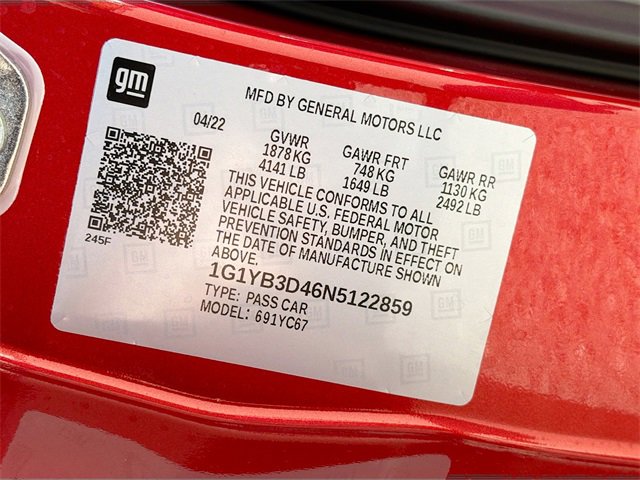 gm
MFD BY GENERAL MOTORS LLC
04/22
GVWR
1878 KG
4141 LB
GAWR FRT
748 KG
1649 LB
GAWR RR
1130 KG
2492 LB
THIS VEHICLE CONFORMS TO ALL
APPLICABLE U.S. FEDERAL MOTOR
VEHICLE SAFETY, BUMPER, AND THEFT
PREVENTION STANDARDS IN EFFECT ON
THE DATE OF MANUFACTURE SHOWN
ABOVE.
245F
1G1YB3D46N5122859
TYPE: PASS CAR
MODEL: 691YC67